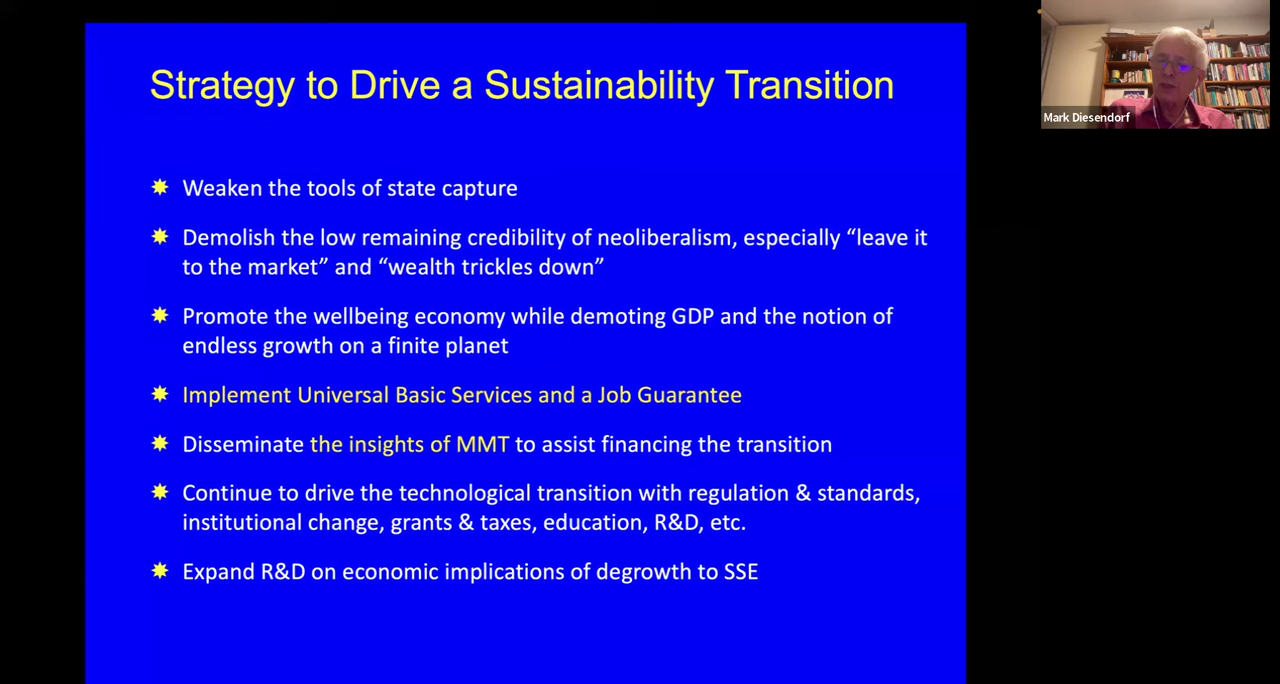 Strategy to Drive a Sustainability Transition
Mark Diesendorf
Weaken the tools of state capture
Demolish the low remaining credibility of neoliberalism, especially “leave it
to the market” and “wealth trickles down”
Promote the wellbeing economy while demoting GDP and the notion of
endless growth on a finite planet
Implement Universal Basic Services and a Job Guarantee
Disseminate the insights of MMT to assist financing the transition
Continue to drive the technological transition with regulation & standards,
institutional change, grants & taxes, education, R&D, etc.
Expand R&D on economic implications of degrowth to SSE